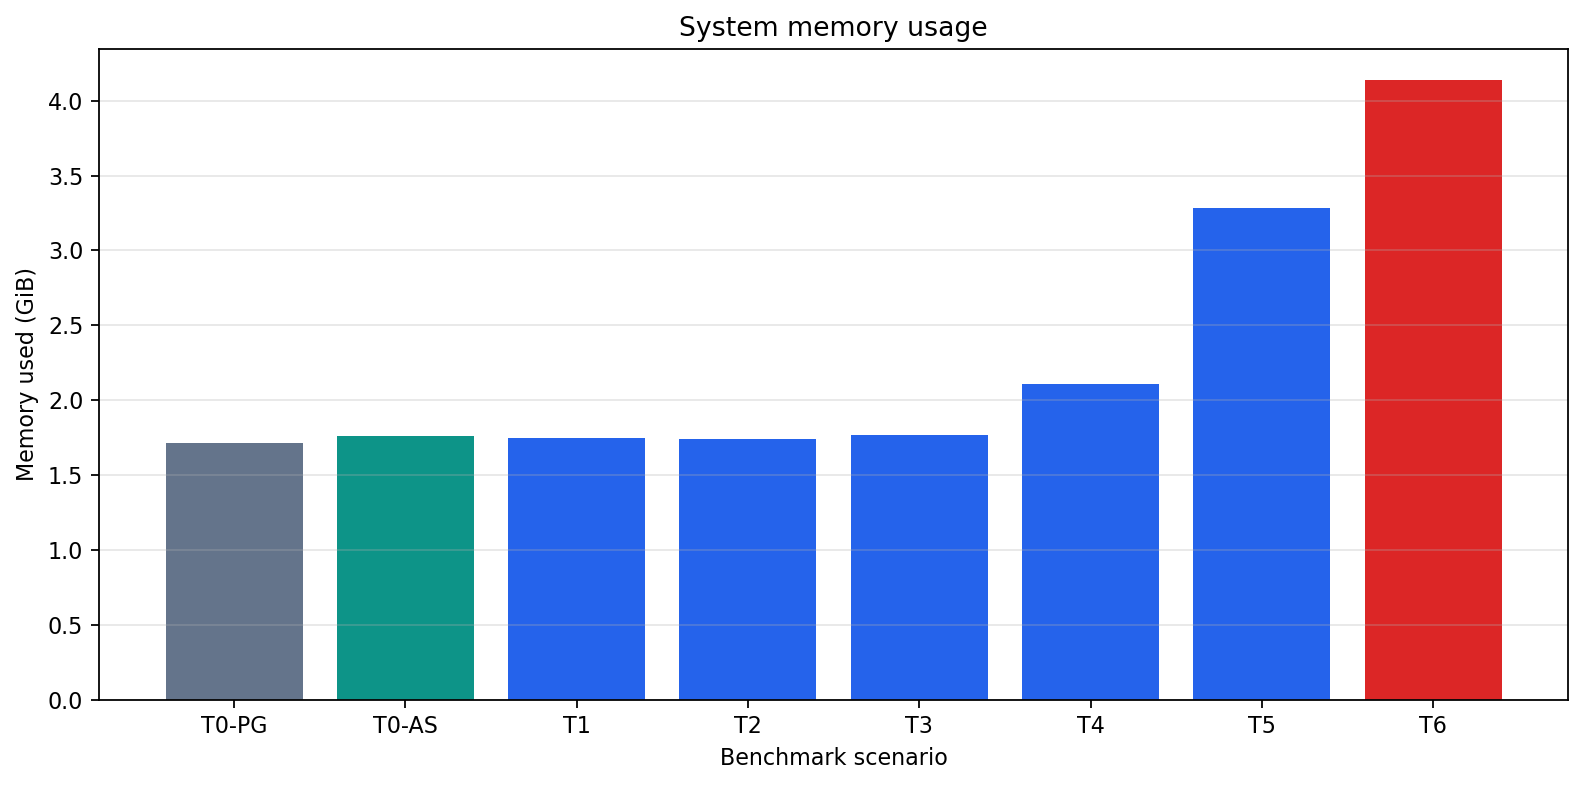 System memory usage
Memory used (GiB)
4.0
3.5
3.0
2.5
2.0
1.5
1.0
0.5
0.0
T0-PG T0-AS T1 T2 T3 T4 T5 T6
Benchmark scenario